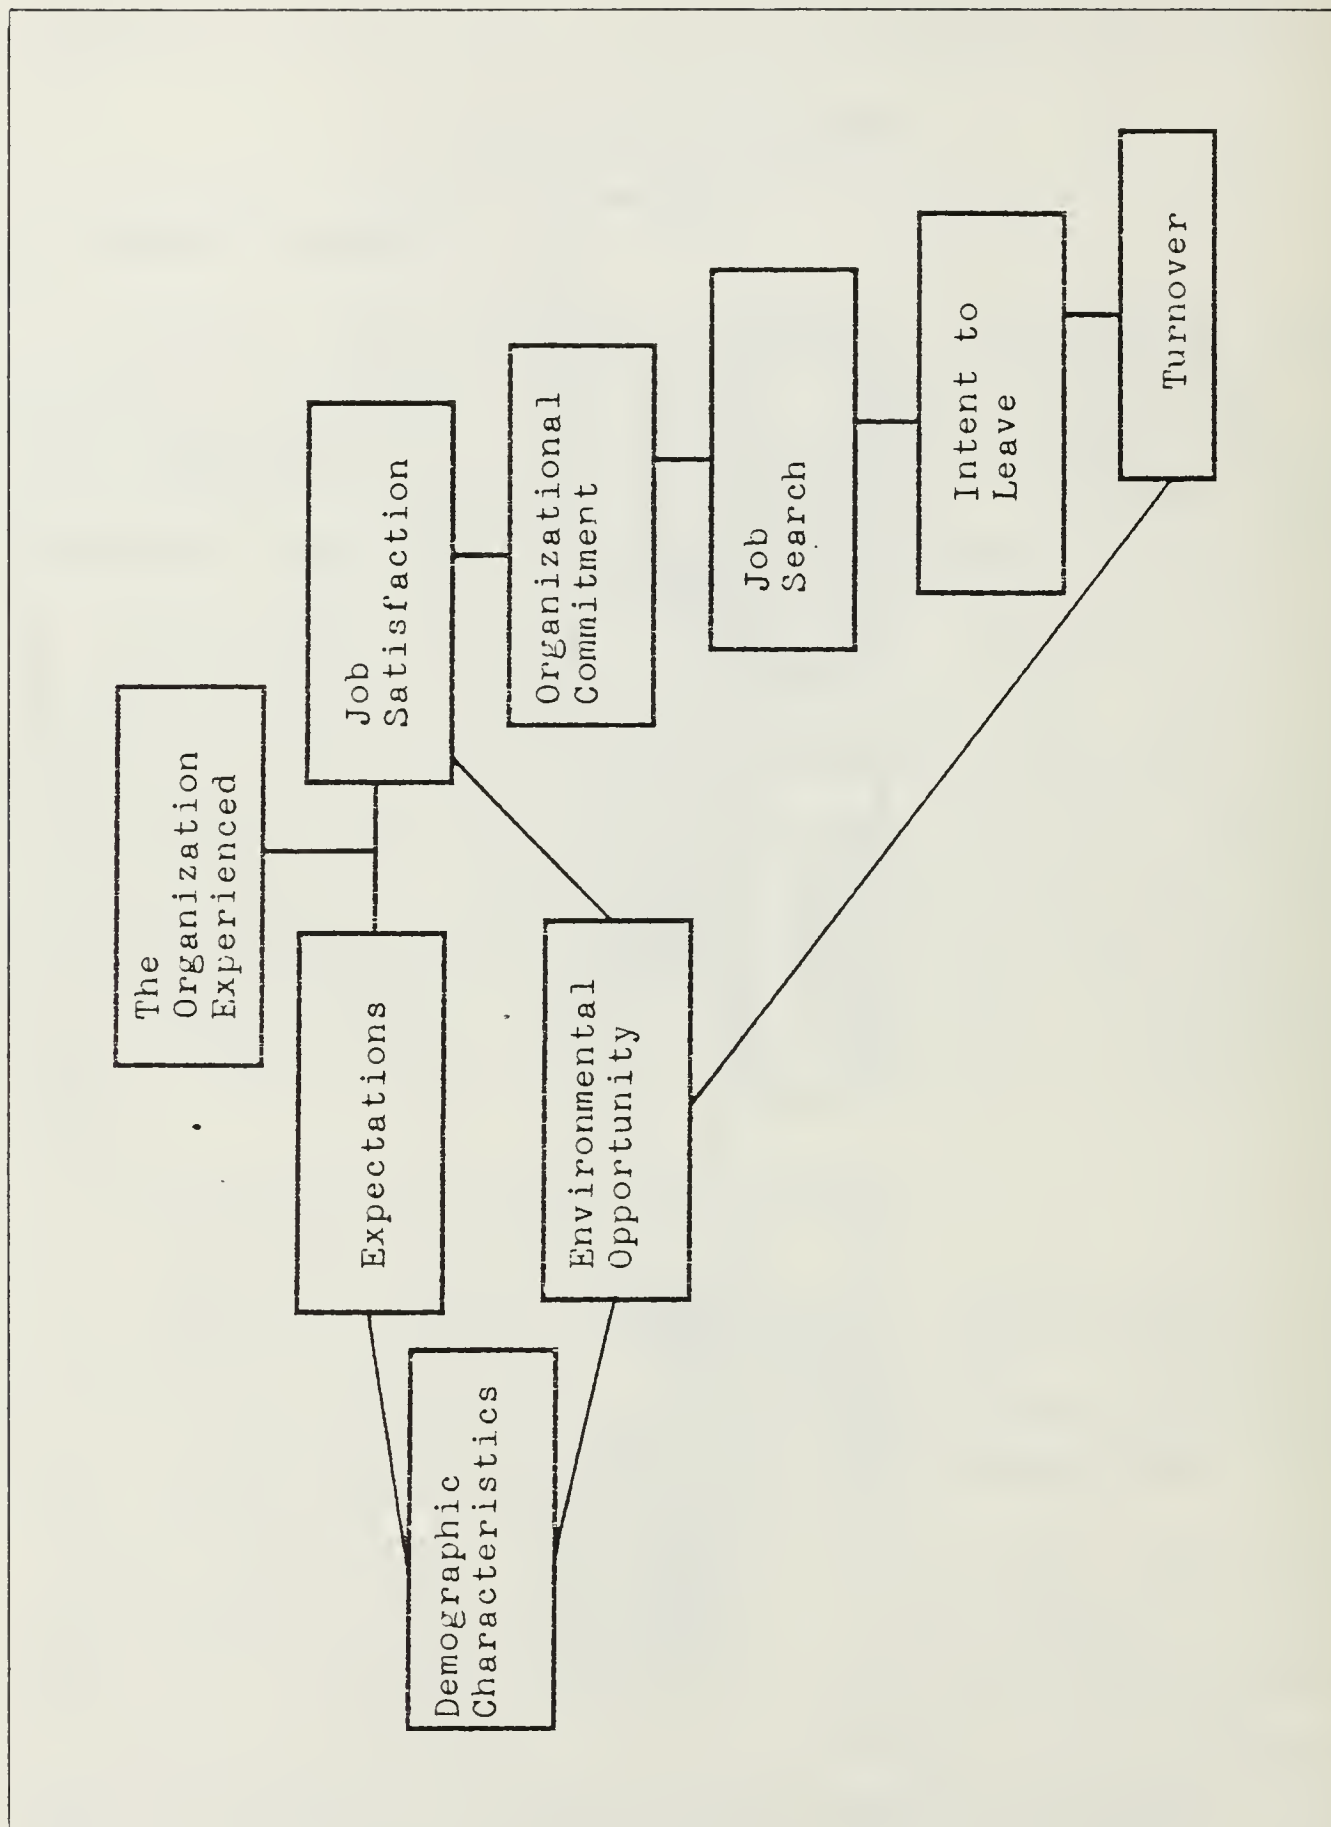 The
Organization
Experienced
Expectations
Job
Satisfaction
Demographic
Characteristics
Environmental
Opportunity
Organizational
Commitment
Job
Search
Intent to
Leave
Turnover